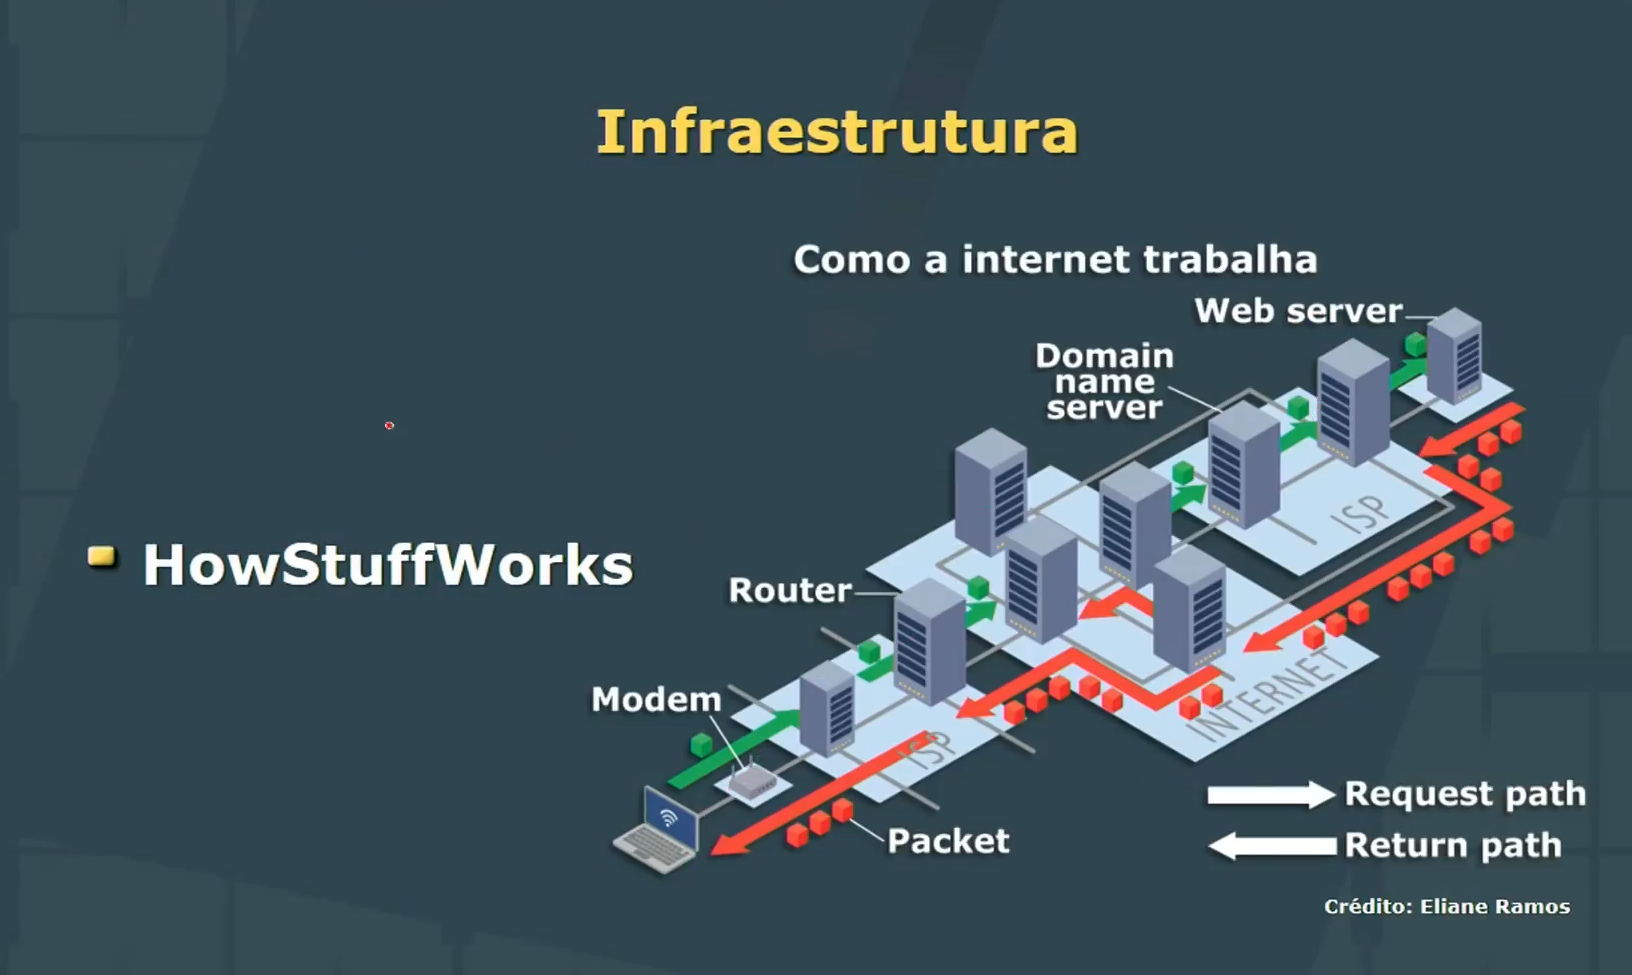 Infraestrutura
Como a internet trabalha
Web server
Domain
name
server
HowStuffWorks
Router
ISP
INTERNET
Modem
ISP
Packet
Request path
Return path
Crédito: Eliane Ramos